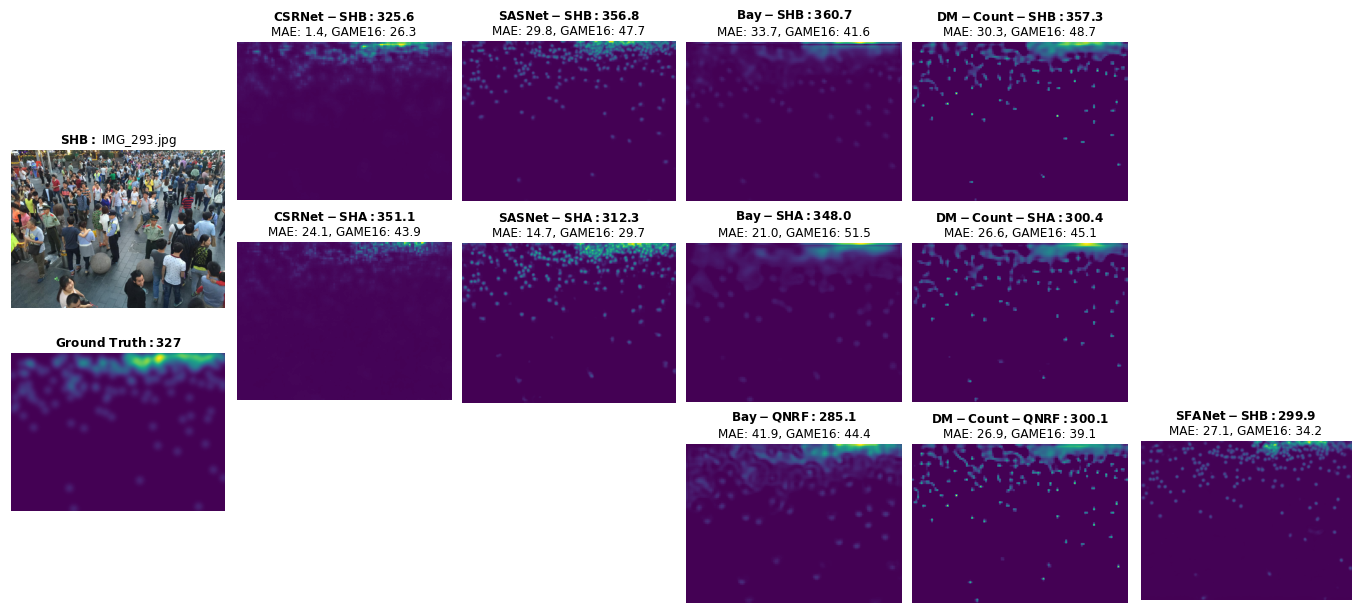 CSRNet − SHB : 325.6
MAE: 1.4, GAME16: 26.3
SASNet − SHB : 356.8
MAE: 29.8, GAME16: 47.7
Bay − SHB : 360.7
MAE: 33.7, GAME16: 41.6
DM − Count − SHB : 357.3
MAE: 30.3, GAME16: 48.7
SHB : IMG_293.jpg
CSRNet − SHA : 351.1
MAE: 24.1, GAME16: 43.9
SASNet − SHA : 312.3
MAE: 14.7, GAME16: 29.7
Bay − SHA : 348.0
MAE: 21.0, GAME16: 51.5
DM − Count − SHA : 300.4
MAE: 26.6, GAME16: 45.1
Ground Truth : 327
Bay − QNRF : 285.1
MAE: 41.9, GAME16: 44.4
DM − Count − QNRF : 300.1
MAE: 26.9, GAME16: 39.1
SFANet − SHB : 299.9
MAE: 27.1, GAME16: 34.2